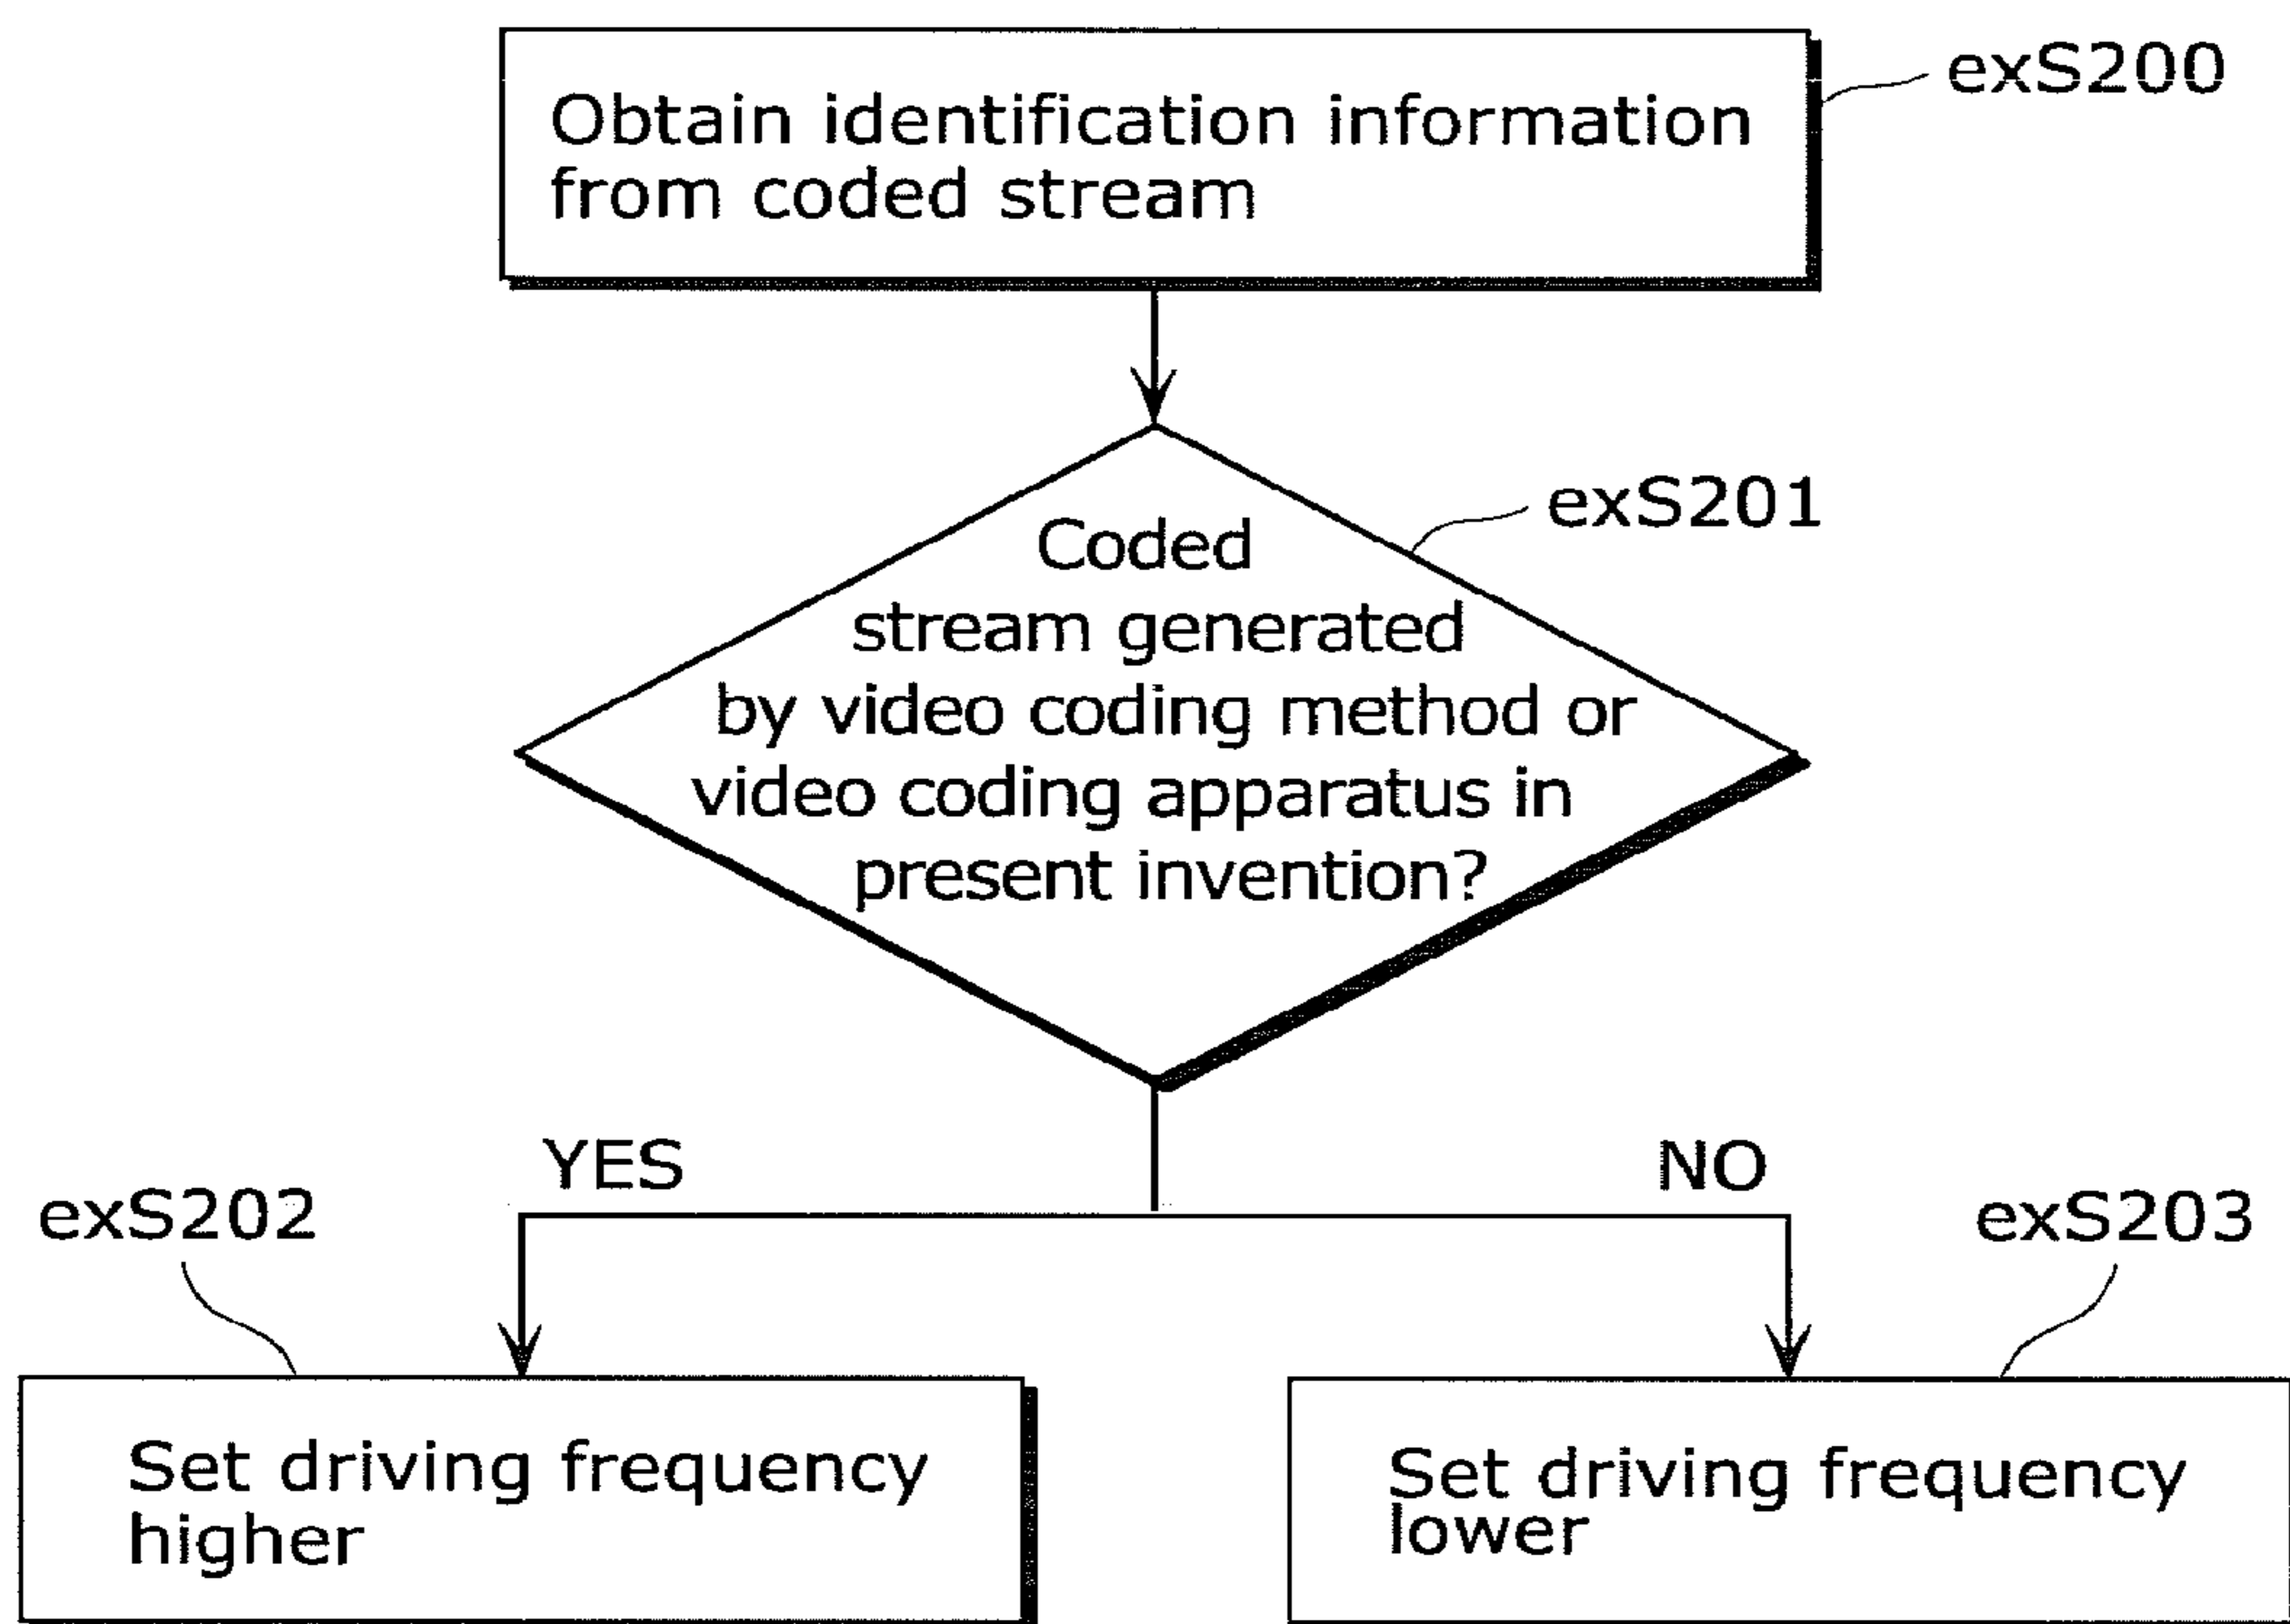 exS200
Obtain identification information
from coded stream
exS201
Coded
stream generated
by video coding method or
video coding apparatus in
present invention?
YES
NO
exS202
exS203
Set driving frequency
higher
Set driving frequency
lower